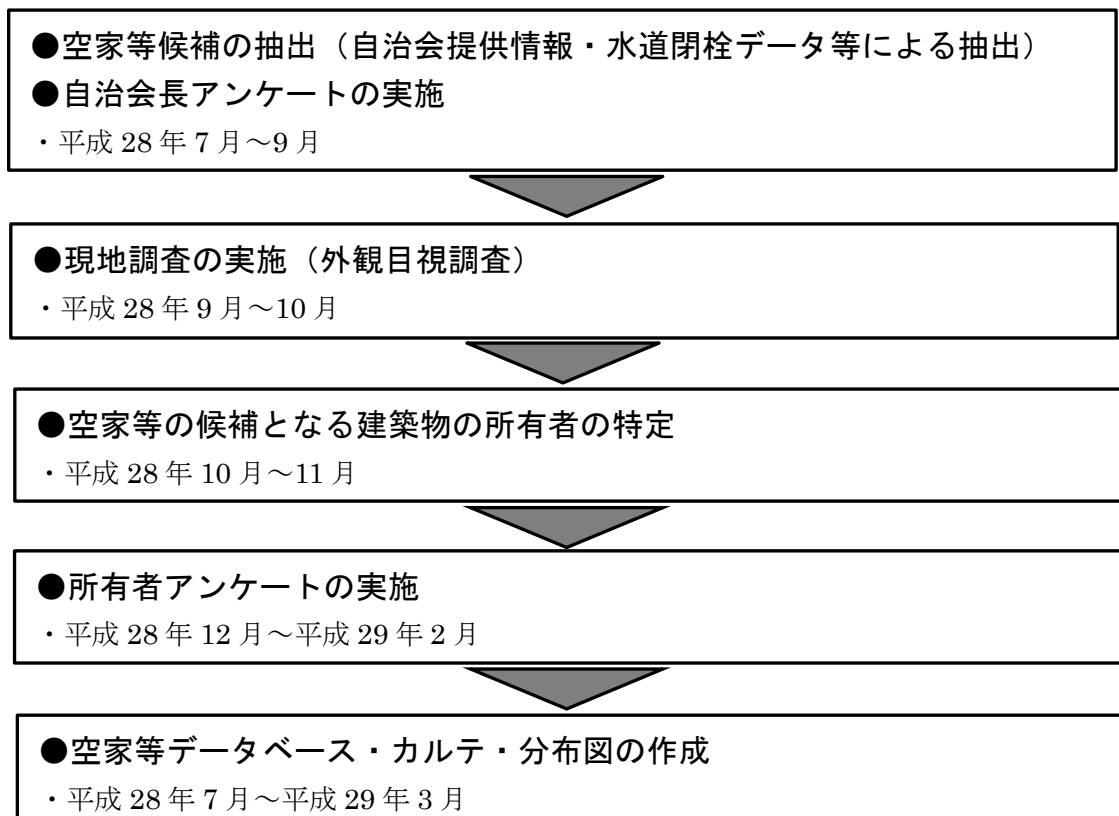 ●空家等候補の抽出（自治会提供情報・水道閉栓データ等による抽出）
●自治会長アンケートの実施
・平成 28 年 7 月～9 月
●現地調査の実施（外観目視調査）
・平成 28 年 9 月～10 月
●空家等の候補となる建築物の所有者の特定
・平成 28 年 10 月～11 月
●所有者アンケートの実施
・平成 28 年 12 月～平成 29 年 2 月
●空家等データベース・カルテ・分布図の作成
・平成 28 年 7 月～平成 29 年 3 月